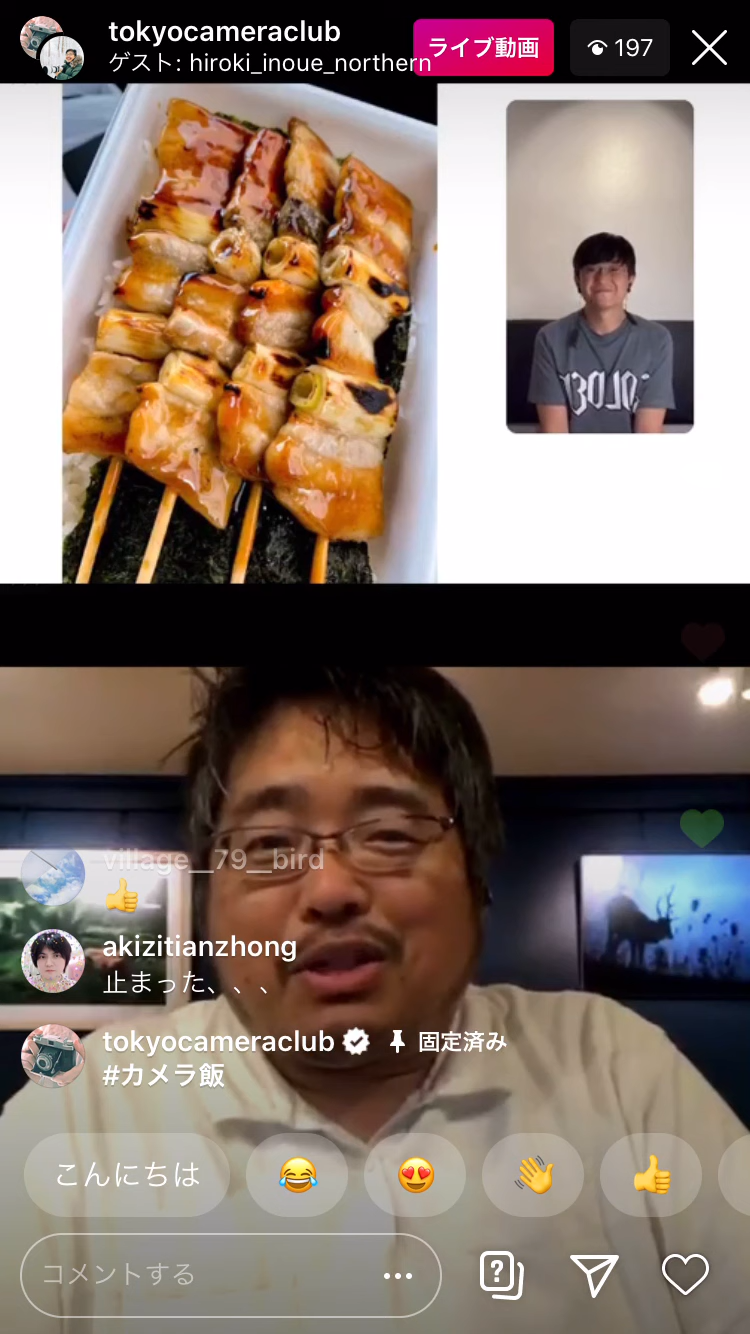 tokyocameraclub
ゲスト: hiroki_inoue_northern
ライブ動画
197
village__79_bird
akizitianzhong
止まった、、、
tokyocameraclub 固定済み
#カメラ飯
こんにちは
コメントする